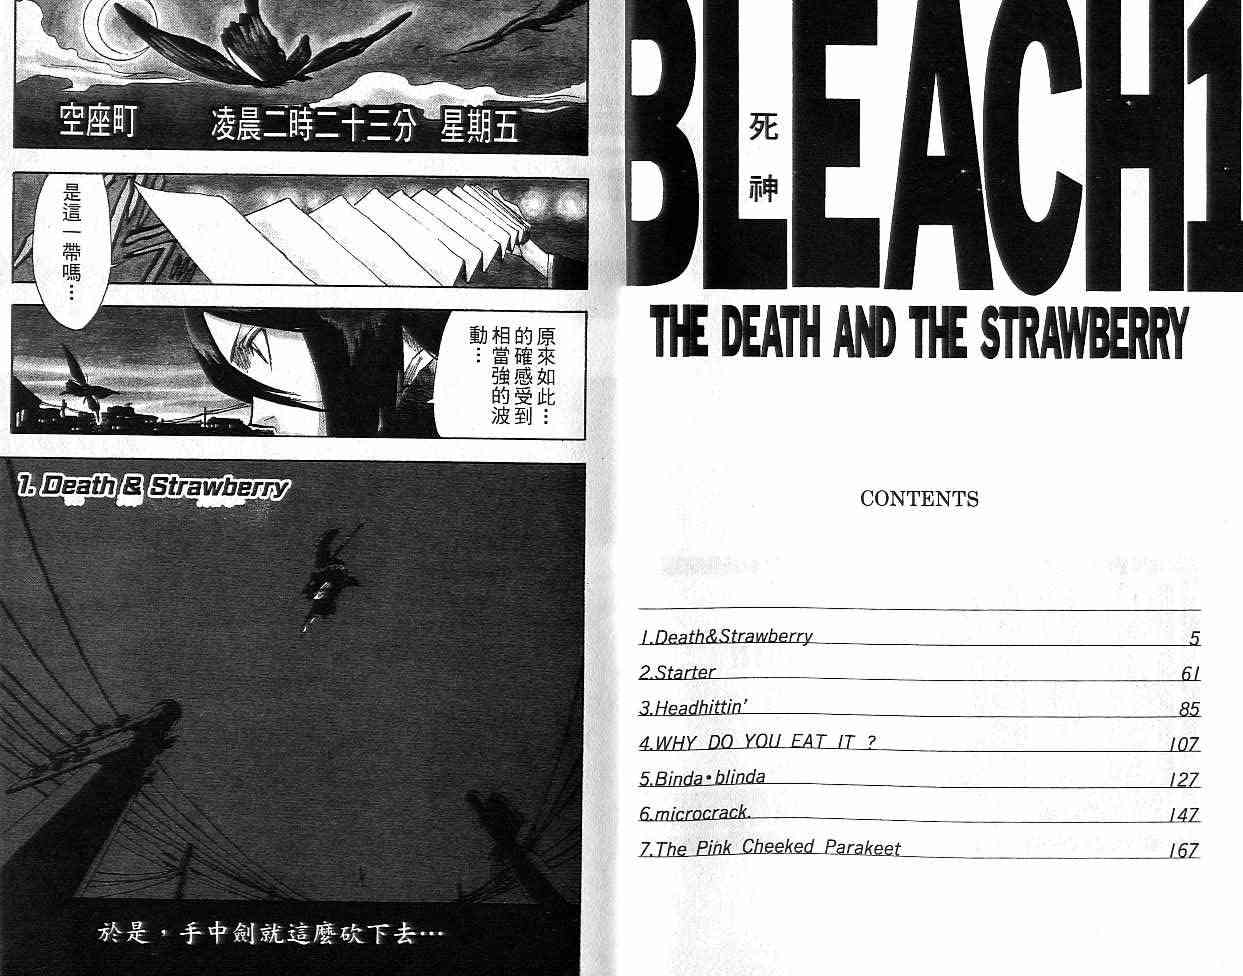 BLEACH1
死神
THE DEATH AND THE STRAWBERRY
CONTENTS
1.Death&Strawberry 5
2.Starter 61
3.Headhittin’ 85
4.WHY DO YOU EAT IT ? 107
5.Binda•blinda 127
6.microcrack. 147
7.The Pink Cheeked Parakeet 167
空座町 凌晨二時二十三分 星期五
是這一帶嗎…
原來如此…
的確感受到
相當強的波
動…
1. Death & Strawberry
於是，手中劍就這麼砍下去…